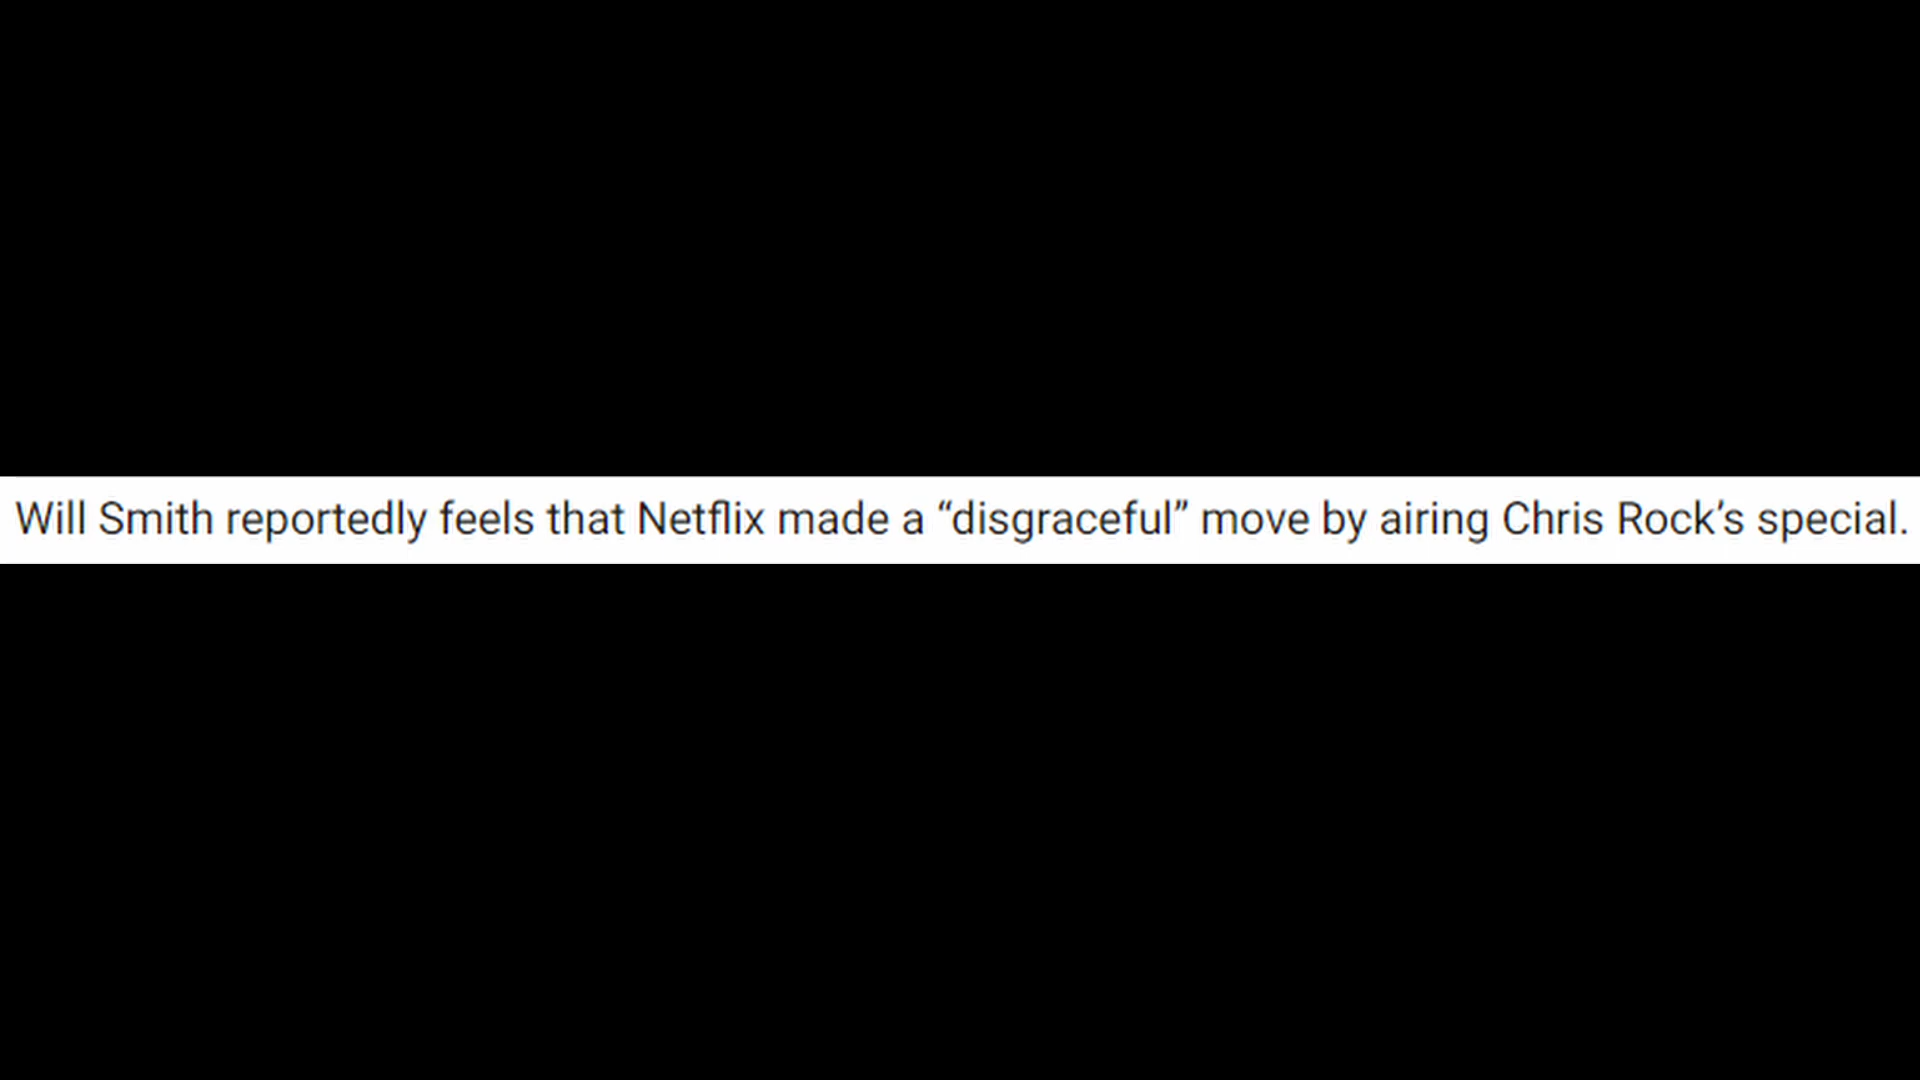 Will Smith reportedly feels that Netflix made a “disgraceful” move by airing Chris Rock’s special.